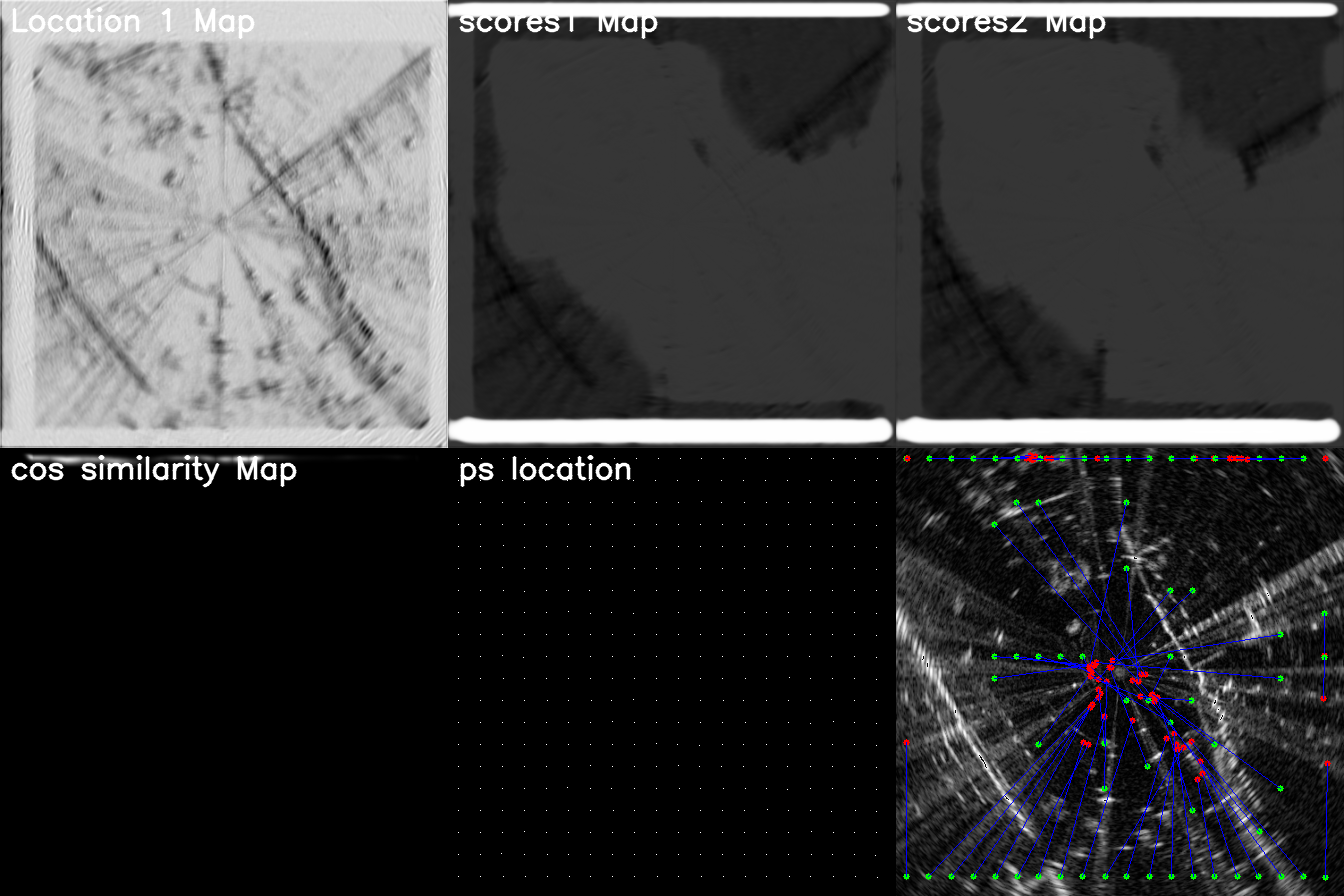 Location 1 Map
scores1 Map
scores2 Map
cos similarity Map
ps location